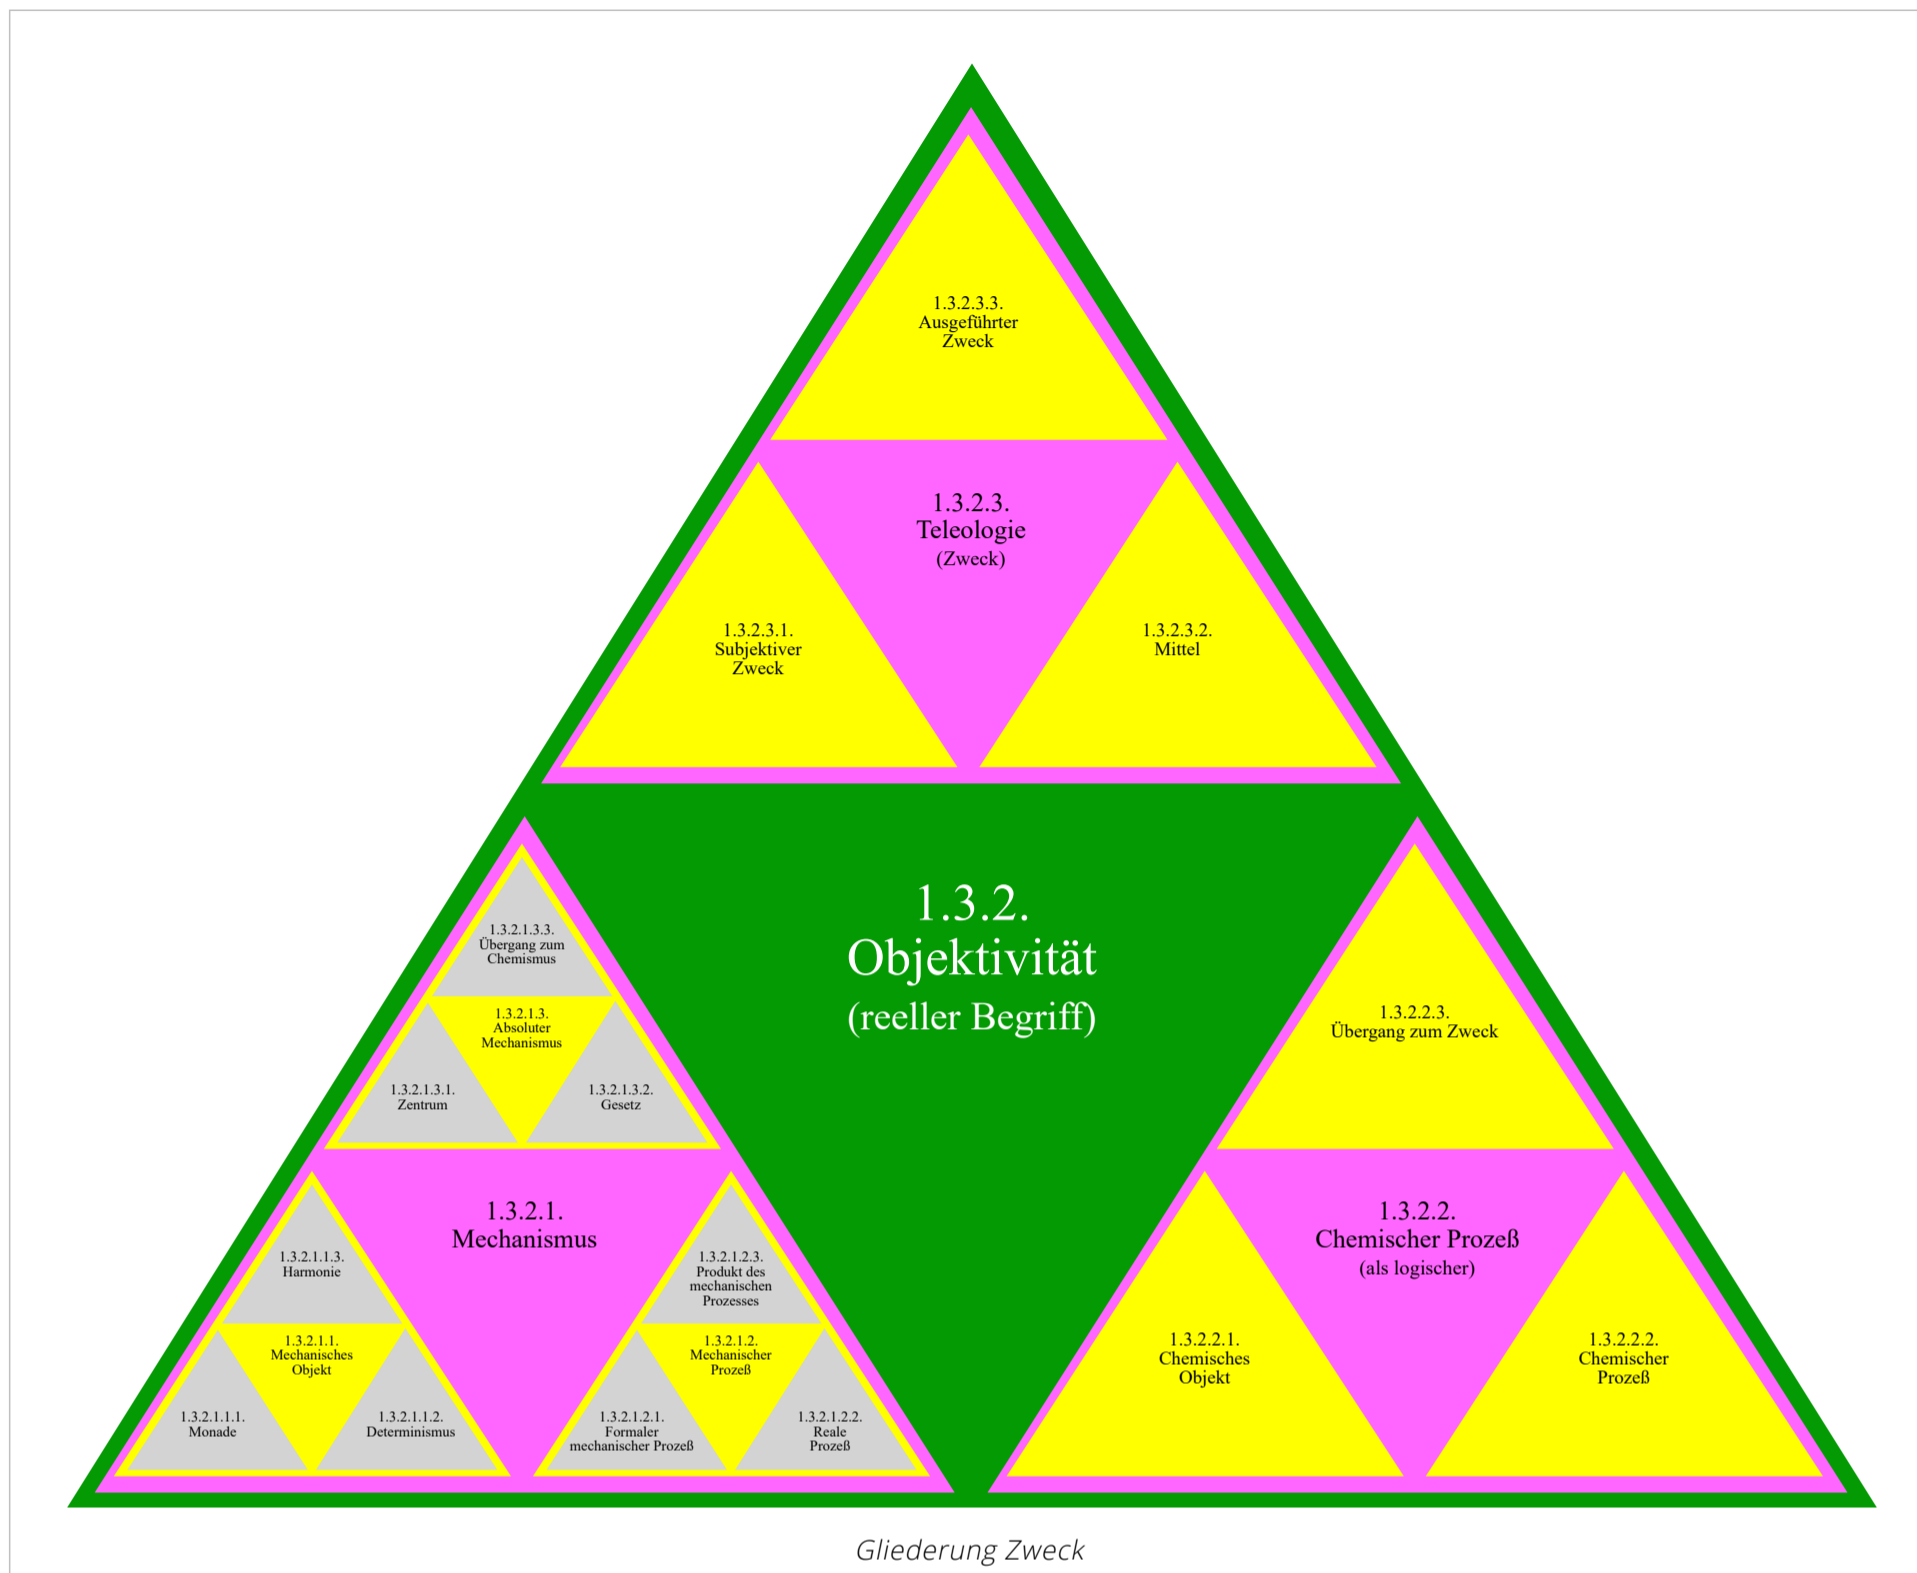 1.3.2.3.3.
Ausgeführter
Zweck
1.3.2.3.
Teleologie
(Zweck)
1.3.2.3.1.
Subjektiver
Zweck
1.3.2.3.2.
Mittel
1.3.2.
Objektivität
(reeller Begriff)
1.3.2.1.3.3.
Übergang zum
Chemismus
1.3.2.1.3.
Absoluter
Mechanismus
1.3.2.1.3.1.
Zentrum
1.3.2.1.3.2.
Gesetz
1.3.2.1.
Mechanismus
1.3.2.1.1.3.
Harmonie
1.3.2.1.1.
Mechanisches
Objekt
1.3.2.1.1.1.
Monade
1.3.2.1.1.2.
Determinismus
1.3.2.1.2.3.
Produkt des
mechanischen
Prozesses
1.3.2.1.2.
Mechanischer
Prozeß
1.3.2.1.2.1.
Formaler
mechanischer Prozeß
1.3.2.1.2.2.
Reale
Prozeß
1.3.2.2.3.
Übergang zum Zweck
1.3.2.2.
Chemischer Prozeß
(als logischer)
1.3.2.2.1.
Chemisches
Objekt
1.3.2.2.2.
Chemischer
Prozeß
Gliederung Zweck